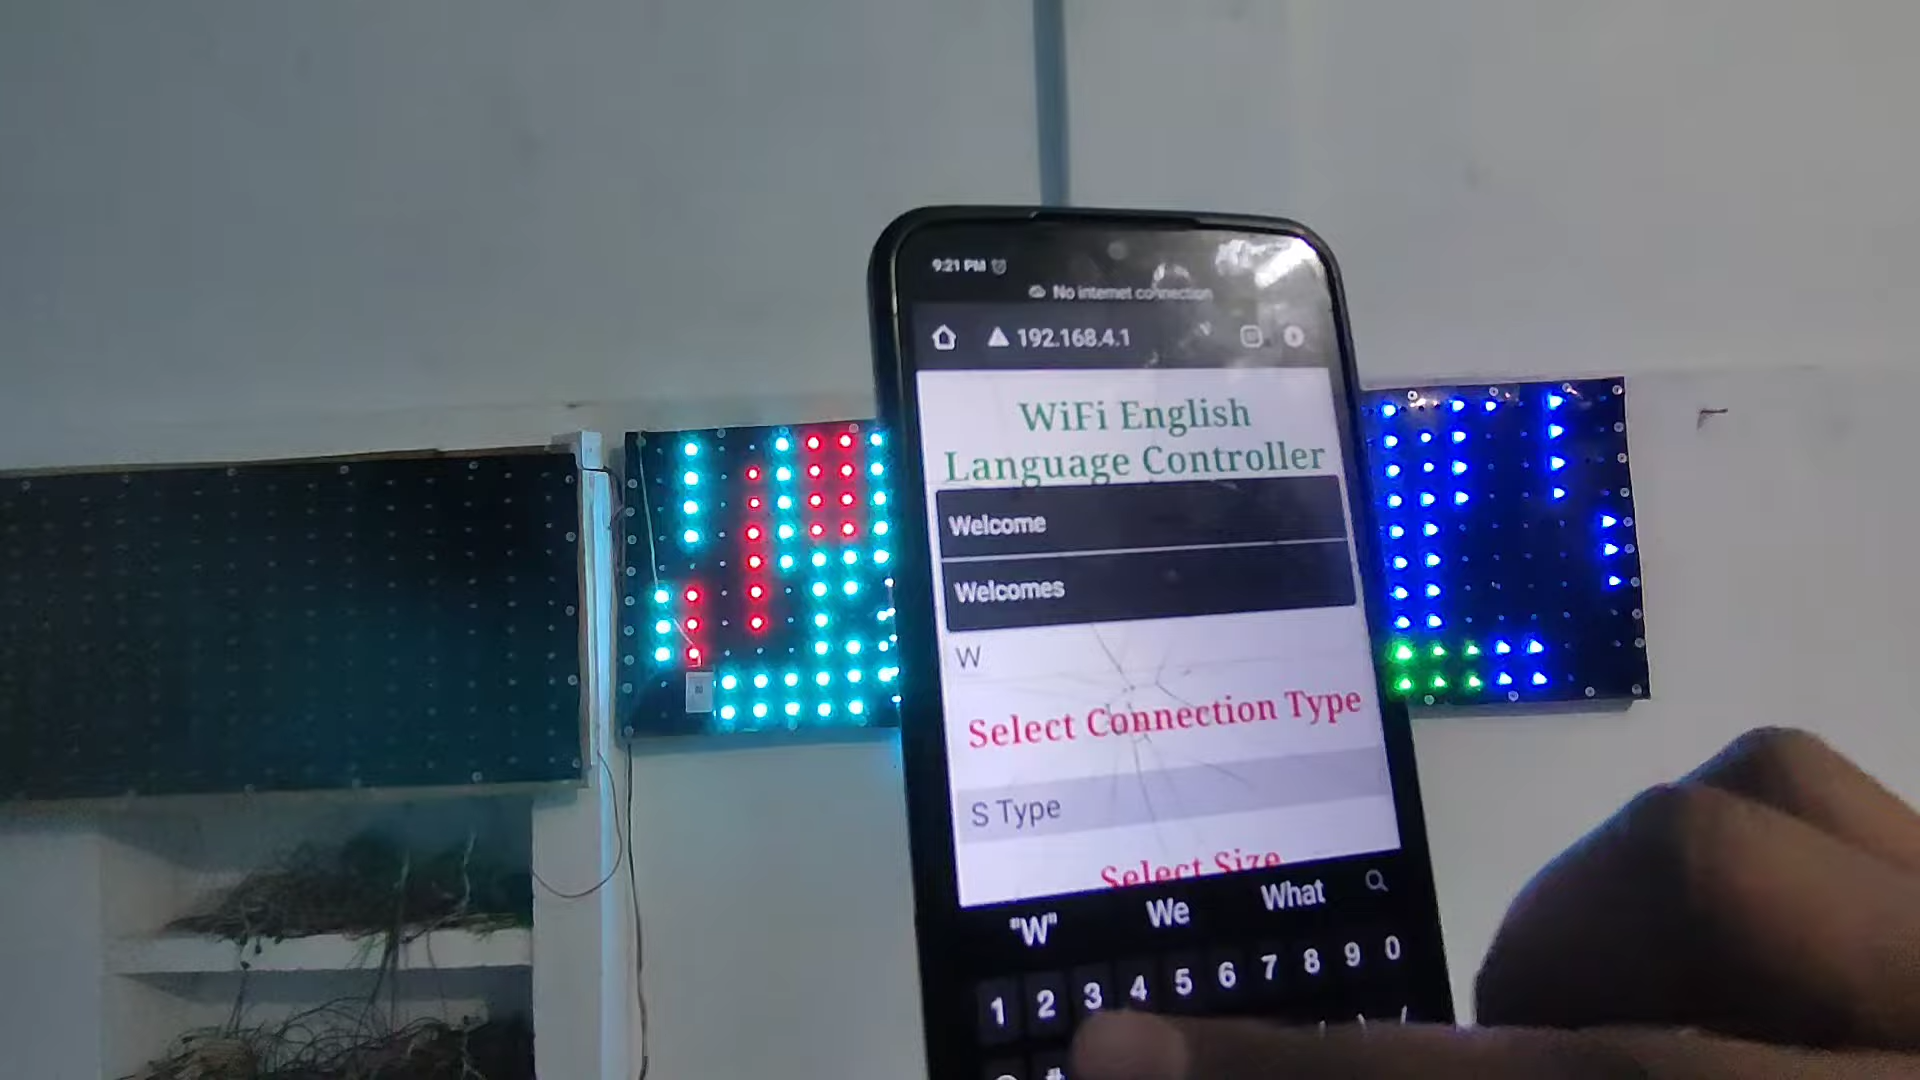 9:21 PM
No internet connection
192.168.4.1
WiFi English
Language Controller
Welcome
Welcomes
W
Select Connection Type
S Type
Select Size
"W" We What
1 2 3 4 5 6 7 8 9 0